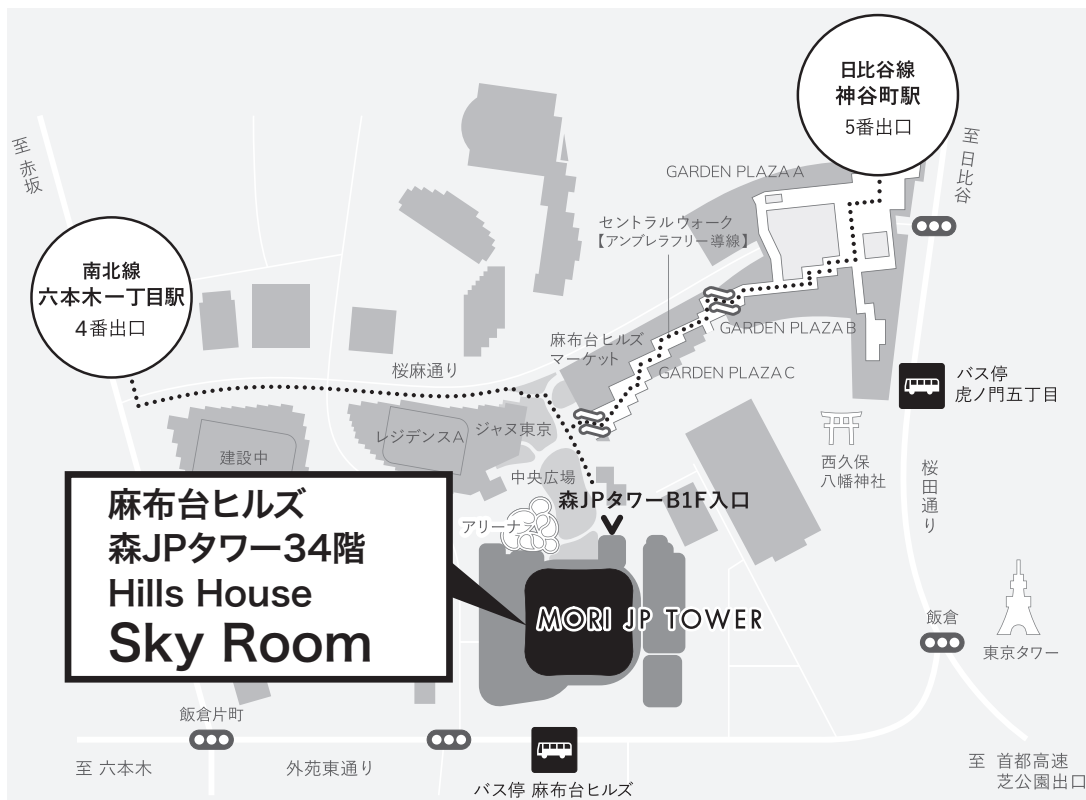 日比谷線
神谷町駅
5番出口
至 日比谷
至 赤坂
GARDEN PLAZA A
セントラルウォーク
【アンブレラフリー導線】
南北線
六本木一丁目駅
4番出口
GARDEN PLAZA B
麻布台ヒルズ
マーケット
桜麻通り
GARDEN PLAZA C
バス停
虎ノ門五丁目
レジデンスA
ジャヌ東京
建設中
西久保
八幡神社
桜田通り
中央広場
森JPタワーB1F入口
アリーナ
麻布台ヒルズ
森JPタワー34階
Hills House
Sky Room
MORI JP TOWER
飯倉
東京タワー
飯倉片町
至 六本木
外苑東通り
バス停 麻布台ヒルズ
至 首都高速
芝公園出口